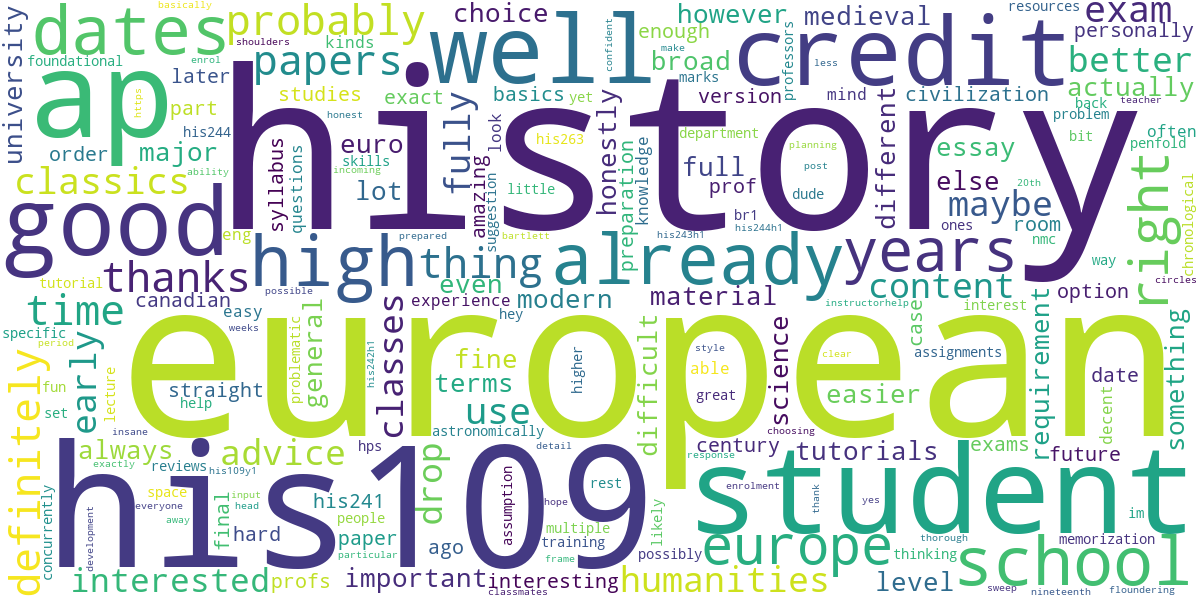 history
european
his109
student
ap
credit
well
good
dates
school
already
high
years
europe
thing
right
probably
papers
classics
thanks
time
humanities
exam
better
medieval
however
choice
broad
maybe
content
definitely
early
interested
advice
drop
classes
use
fully
honestly
different
full
else
essay
actually
personally
university
major
euro
lot
syllabus
modern
material
option
civilization
requirement
something
difficult
general
fine
terms
even
science
easier
tutorials
level
important
interesting
always
straight
canadian
his241
amazing
preparation
prof
room
version
basics
exact
studies
enough
kinds
foundational
later
part
his244
order
ability
enrol
shoulders
https
honest
skills
questions
incoming
prepared
look
suggestion
yet
his263
little
bartlett
confident
marks
department
knowledge
his243h1
his244h1
br1
dude
post
planning
mind
professors
make
less
resources
basically
teacher
back
problem
bit
often
penfold
20th
ones
nmc
way
chronological
circles
eng
tutorial
possible
experience
hey
easy
specific
period
weeks
problematic
his242h1
instructorhelp
interest
case
assignments
fun
set
lecture
help
higher
style
able
great
clear
date
decent
insane
astronomically
choosing
century
exams
future
hps
reviews
exactly
his109y1
detail
response
space
everyone
input
head
away
final
hard
concurrently
development
people
paper
particular
ago
assumption
hope
rest
multiple
training
frame
likely
possibly
enrolment
thank
yes
thinking
thorough
im
memorization
profs
classmates
sweep
nineteenth
floundering